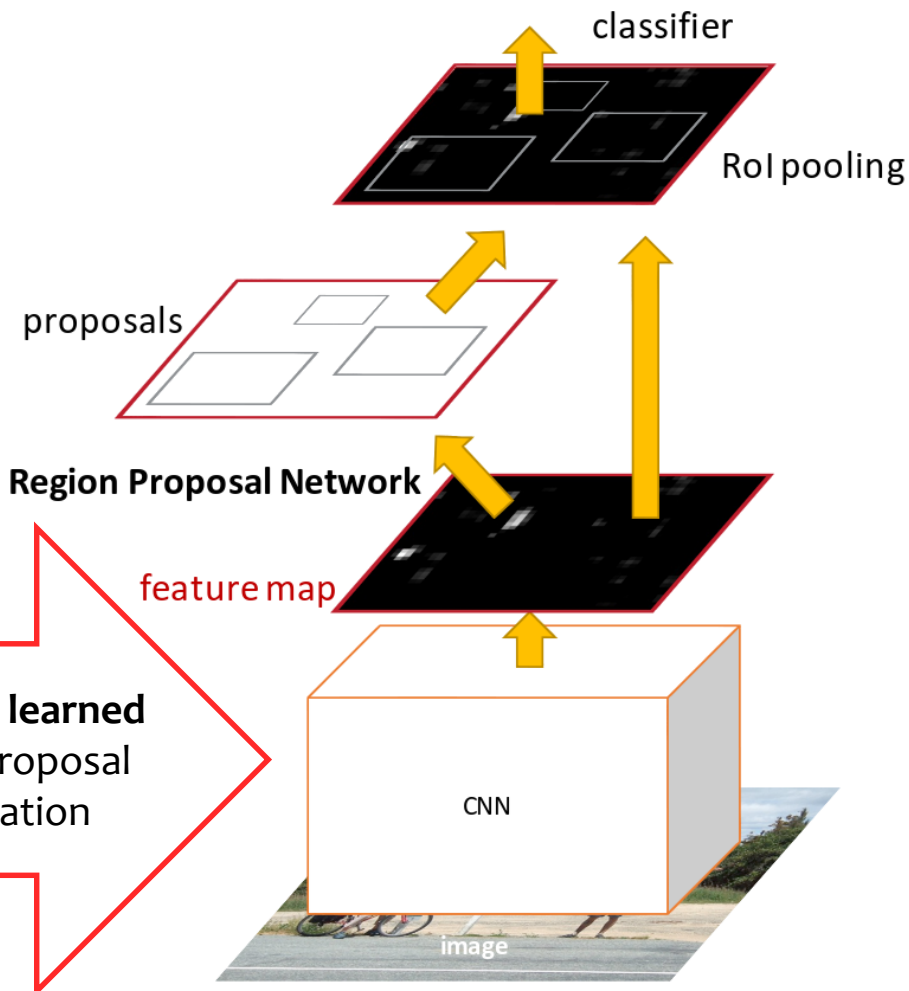 classifier
RoI pooling
proposals
Region Proposal Network
feature map
learned
roposal
ation
CNN
image